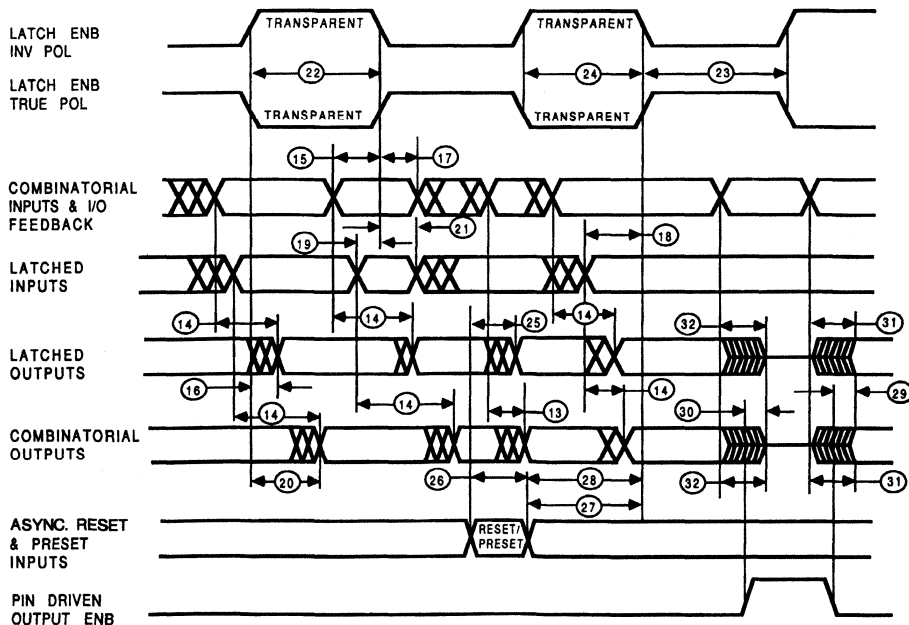 LATCH ENB
INV POL
TRANSPARENT
TRANSPARENT
22
24
23
LATCH ENB
TRUE POL
TRANSPARENT
TRANSPARENT
15
17
COMBINATORIAL
INPUTS & I/O
FEEDBACK
21
18
19
LATCHED
INPUTS
14
14
14
25
32
31
LATCHED
OUTPUTS
16
14
29
14
14
13
30
COMBINATORIAL
OUTPUTS
20
26
28
32
31
27
ASYNC. RESET
& PRESET
INPUTS
RESET/
PRESET
PIN DRIVEN
OUTPUT ENB